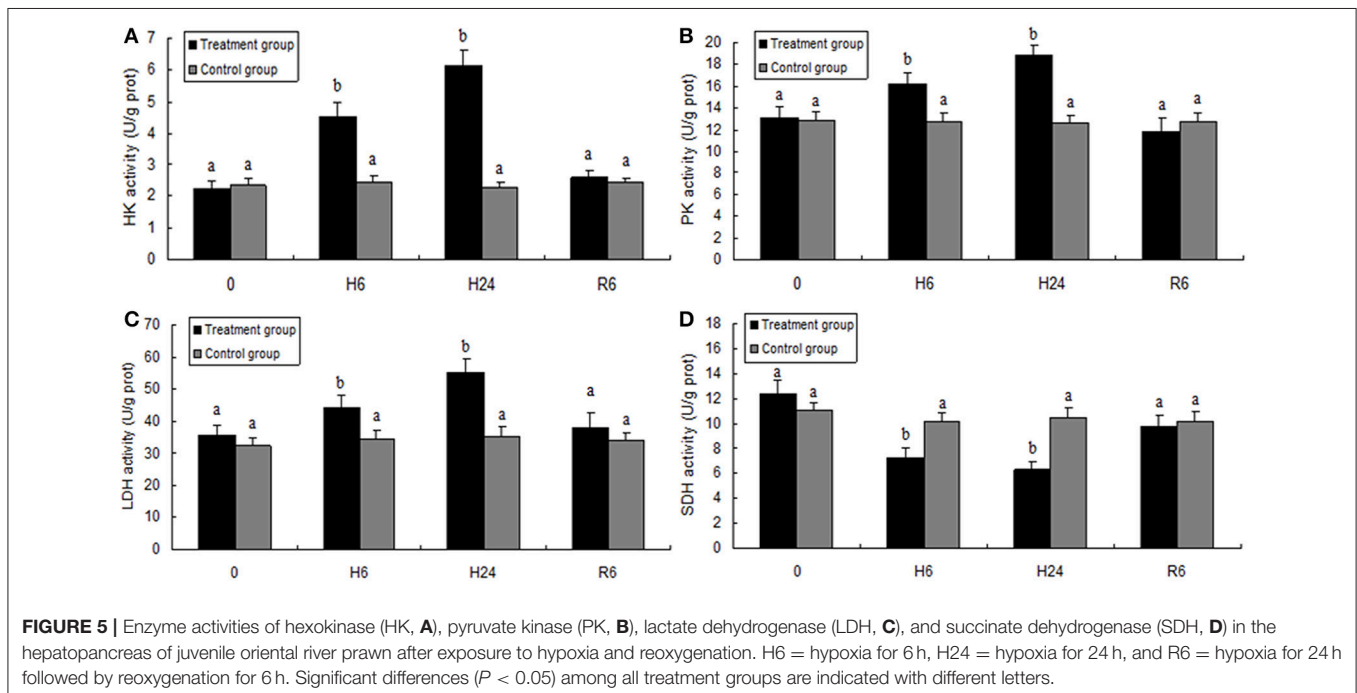 A
HK activity (U/g prot)
7
6
5
4
3
2
1
0
Treatment group
Control group
a a b a b a a a
0 H6 H24 R6
B
PK activity (U/g prot)
20
18
16
14
12
10
8
6
4
2
0
Treatment group
Control group
a a b a b a a a
0 H6 H24 R6
C
LDH activity (U/g prot)
70
60
50
40
30
20
10
0
Treatment group
Control group
a a b a b a a a
0 H6 H24 R6
D
SDH activity (U/g prot)
18
16
14
12
10
8
6
4
2
0
Treatment group
Control group
a a b a b a a a
0 H6 H24 R6
FIGURE 5 | Enzyme activities of hexokinase (HK, A), pyruvate kinase (PK, B), lactate dehydrogenase (LDH, C), and succinate dehydrogenase (SDH, D) in the
hepatopancreas of juvenile oriental river prawn after exposure to hypoxia and reoxygenation. H6 = hypoxia for 6 h, H24 = hypoxia for 24 h, and R6 = hypoxia for 24 h
followed by reoxygenation for 6 h. Significant differences (P < 0.05) among all treatment groups are indicated with different letters.